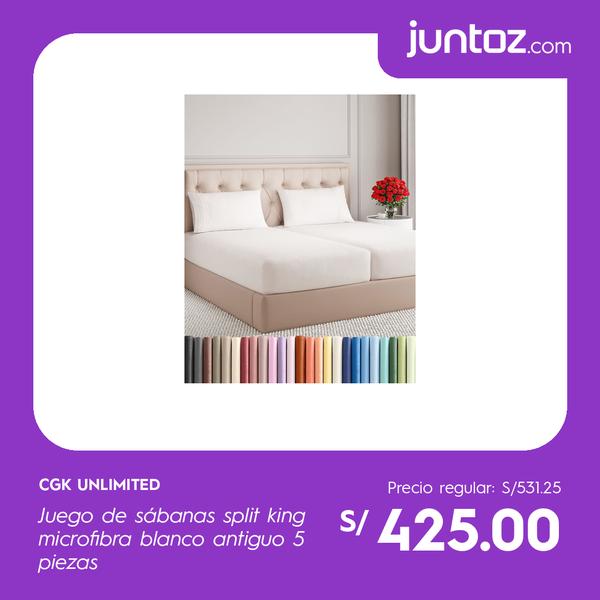 juntoz.com
CGK UNLIMITED
Juego de sábanas split king
microfibra blanco antiguo 5
piezas
Precio regular: S/531.25
S/ 425.00